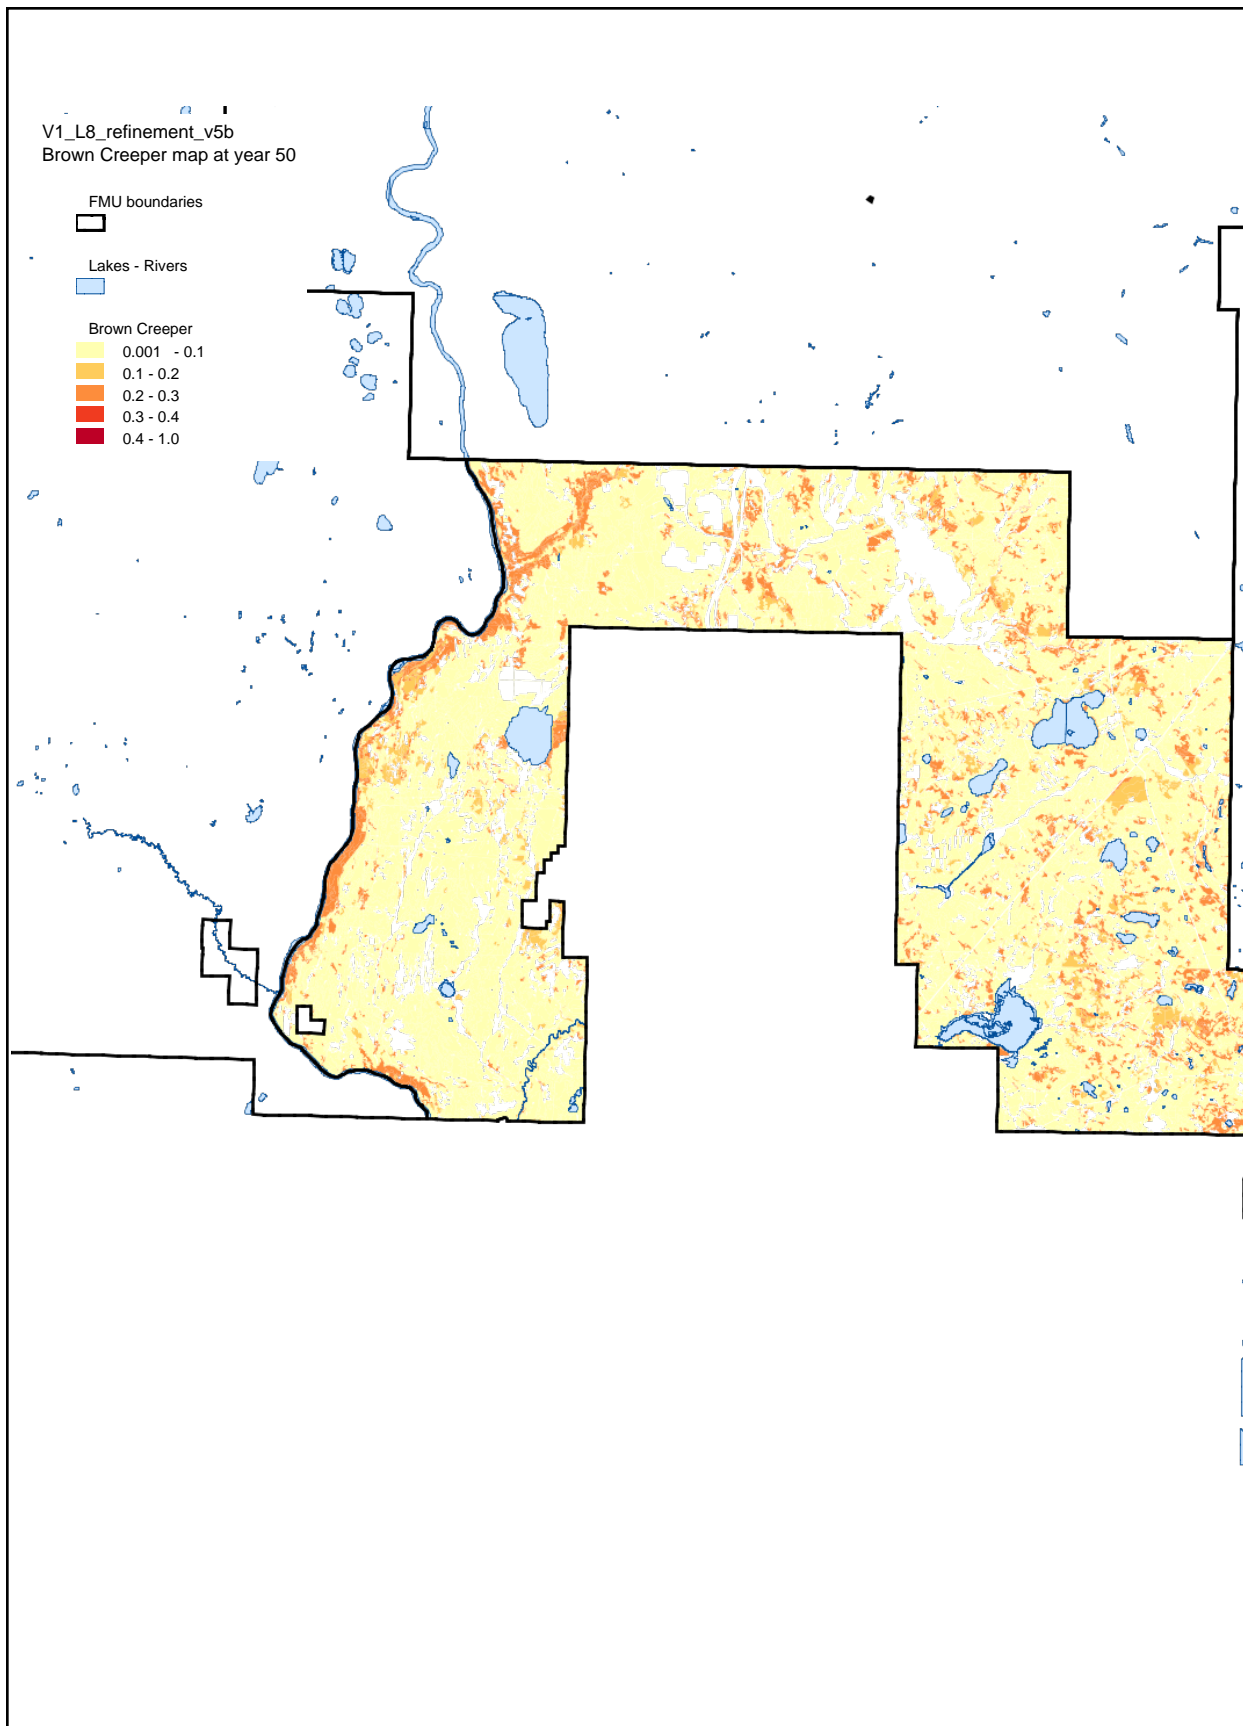 V1_L8_refinement_v5b
Brown Creeper map at year 50
FMU boundaries
Lakes - Rivers
Brown Creeper
0.001 - 0.1
0.1 - 0.2
0.2 - 0.3
0.3 - 0.4
0.4 - 1.0